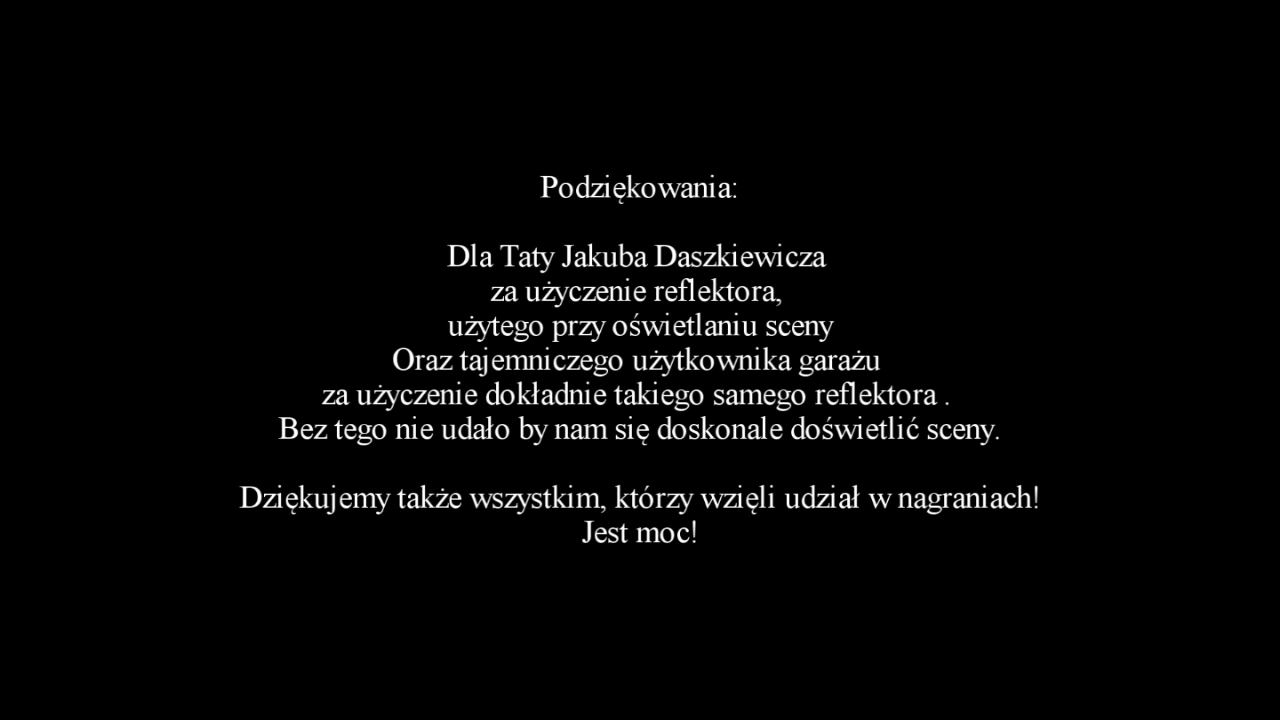 Podziękowania:
Dla Taty Jakuba Daszkiewicza
za użyczenie reflektora,
użytego przy oświetlaniu sceny
Oraz tajemniczego użytkownika garażu
za użyczenie dokładnie takiego samego reflektora .
Bez tego nie udało by nam się doskonale doświetlić sceny.
Dziękujemy także wszystkim, którzy wzięli udział w nagraniach!
Jest moc!